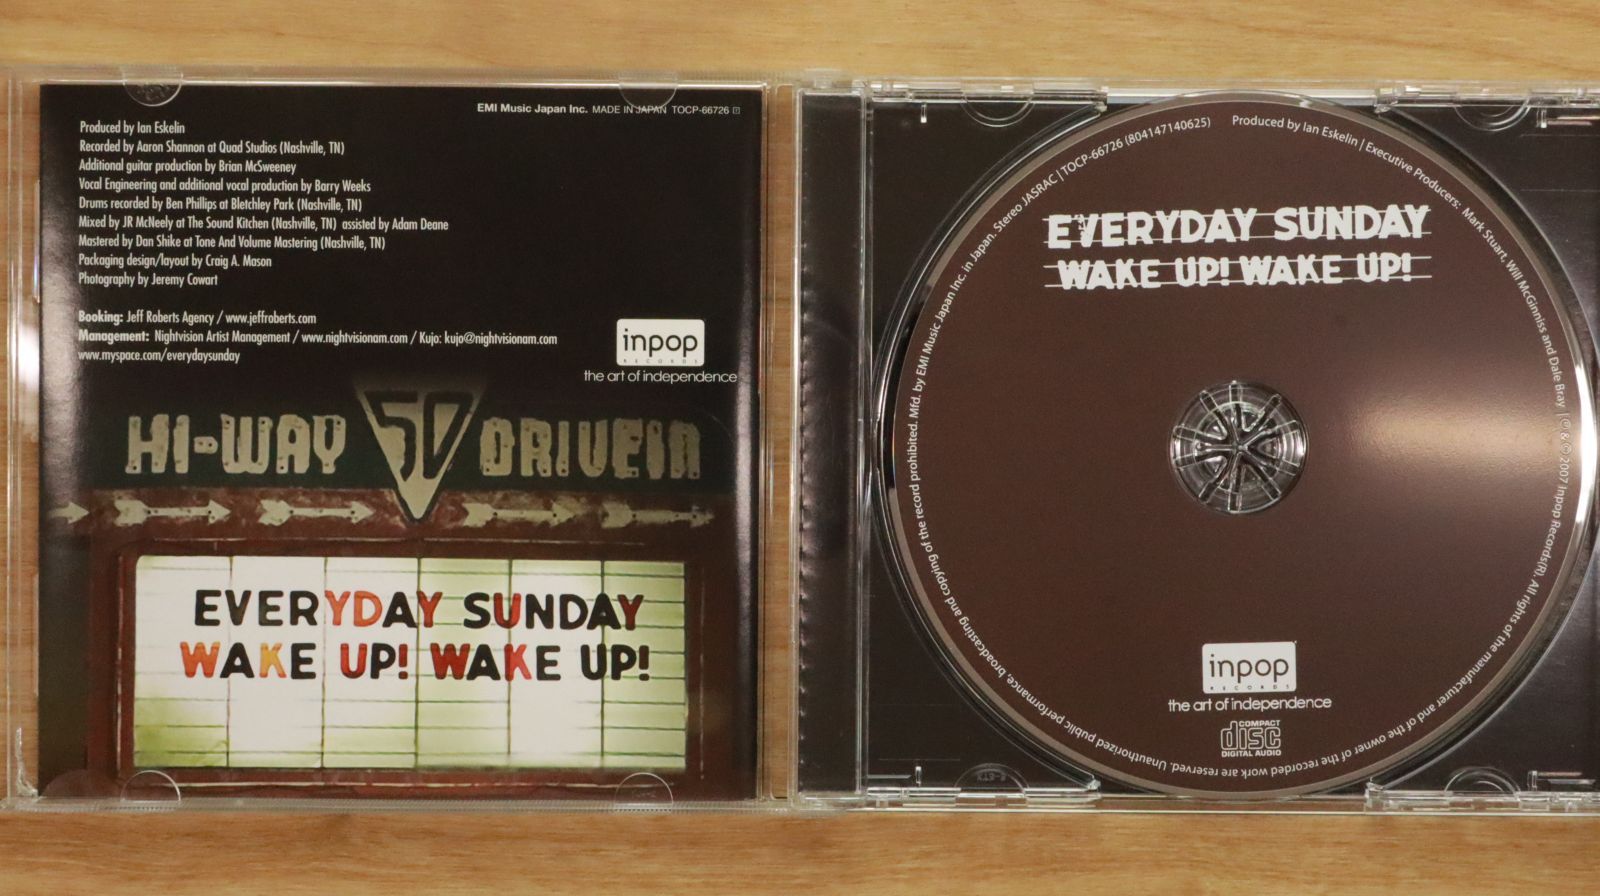 EMI Music Japan Inc. MADE IN JAPAN TOCP-66726
Produced by Ian Eskelin
Recorded by Aaron Shannon at Quad Studios (Nashville, TN)
Additional guitar production by Brian McSweeney
Vocal Engineering and additional vocal production by Barry Weeks
Drums recorded by Ben Phillips at Bletchley Park (Nashville, TN)
Mixed by JR McNeely at The Sound Kitchen (Nashville, TN) assisted by Adam Deane
Mastered by Dan Shike at Tone And Volume Mastering (Nashville, TN)
Packaging design/layout by Craig A. Mason
Photography by Jeremy Cowart
Booking: Jeff Roberts Agency / www.jeffroberts.com
Management: Nightvision Artist Management / www.nightvisionam.com / Kujo: kujo@nightvisionam.com
www.myspace.com/everydaysunday
inpop
RECORDS
the art of independence
HI-WAY 50 DRIVEIN
EVERYDAY SUNDAY
WAKE UP! WAKE UP!
Unauthorized public performance, broadcasting and copying of the record prohibited. Mfd. by EMI Music Japan Inc. in Japan. Stereo JASRAC | TOCP-66726 (804147140625)
Produced by Ian Eskelin | Executive Producers: Mark Stuart, Will McGinniss and Dale Bray | © & ℗ 2007 Inpop Records(R). All rights of the manufacturer and of the owner of the recorded work are reserved.
EVERYDAY SUNDAY
WAKE UP! WAKE UP!
inpop
RECORDS
the art of independence
COMPACT
disc
DIGITAL AUDIO